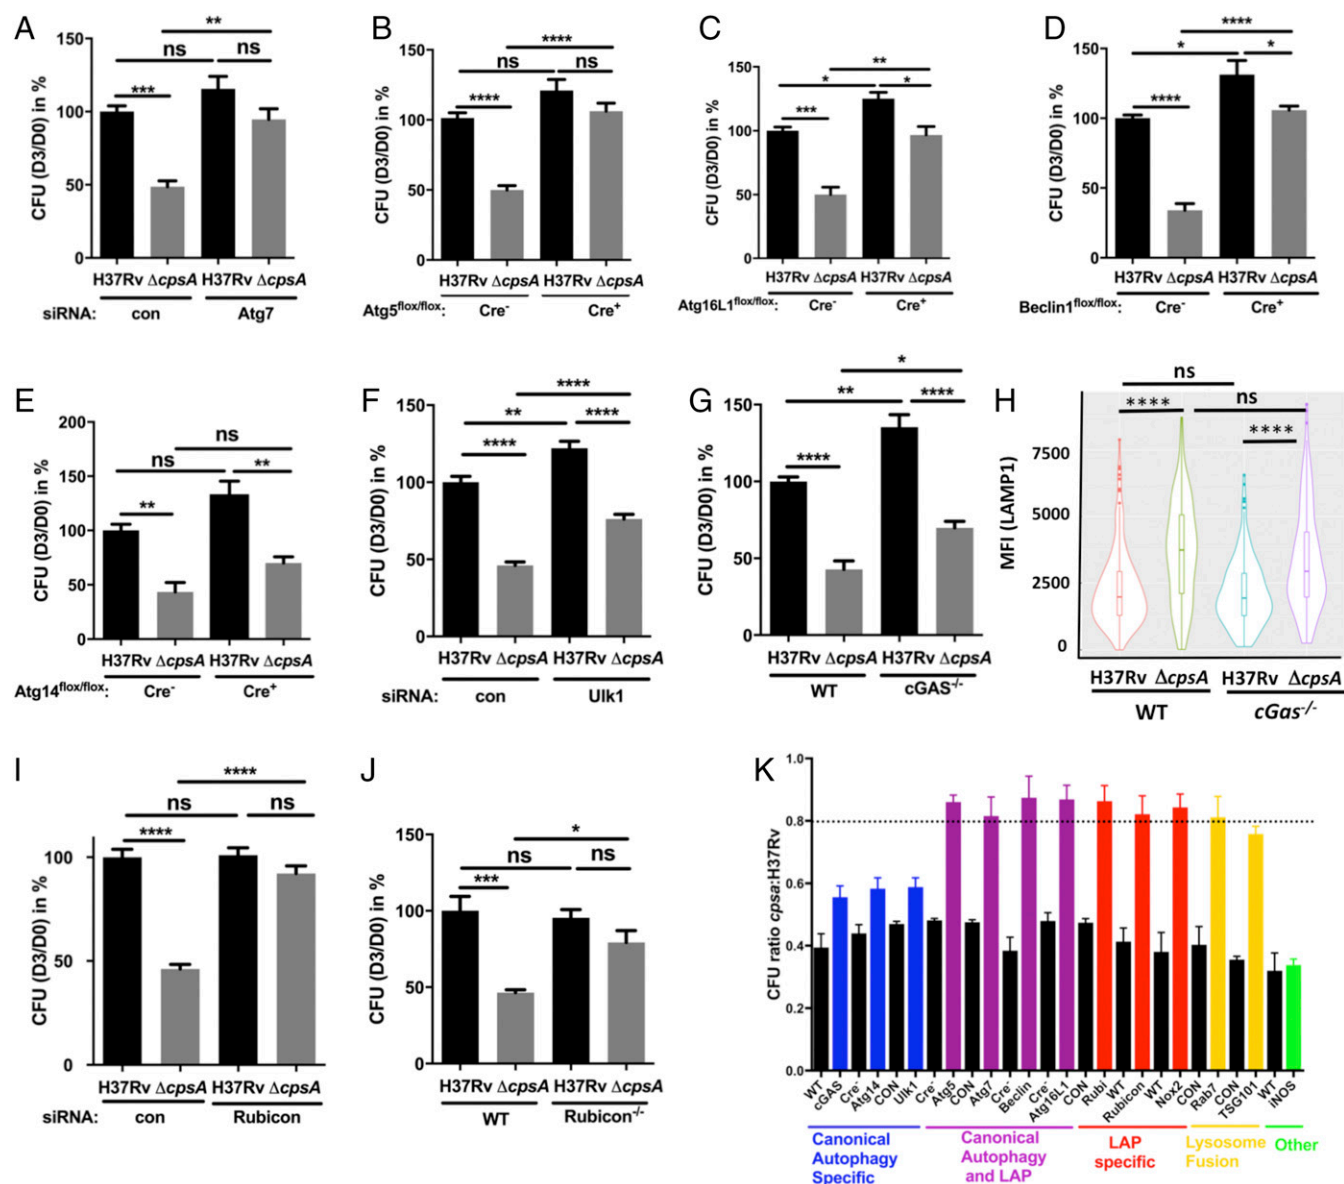 A
**
ns
ns
***
CFU (D3/D0) in %
150
100
50
0
H37Rv ΔcpsA H37Rv ΔcpsA
siRNA: con Atg7
B
****
ns
ns
****
CFU (D3/D0) in %
150
100
50
0
H37Rv ΔcpsA H37Rv ΔcpsA
Atg5flox/flox: Cre- Cre+
C
**
*
*
***
CFU (D3/D0) in %
150
100
50
0
H37Rv ΔcpsA H37Rv ΔcpsA
Atg16L1flox/flox: Cre- Cre+
D
****
*
*
****
CFU (D3/D0) in %
150
100
50
0
H37Rv ΔcpsA H37Rv ΔcpsA
Beclin1flox/flox: Cre- Cre+
E
ns
ns
**
**
CFU (D3/D0) in %
200
150
100
50
0
H37Rv ΔcpsA H37Rv ΔcpsA
Atg14flox/flox: Cre- Cre+
F
****
**
****
****
CFU (D3/D0) in %
150
100
50
0
H37Rv ΔcpsA H37Rv ΔcpsA
siRNA: con Ulk1
G
*
**
****
****
CFU (D3/D0) in %
150
100
50
0
H37Rv ΔcpsA H37Rv ΔcpsA
WT cGAS-/-
H
ns
ns
****
****
MFI (LAMP1)
7500
5000
2500
0
H37Rv ΔcpsA H37Rv ΔcpsA
WT cGas-/-
I
****
ns
ns
****
CFU (D3/D0) in %
100
50
0
H37Rv ΔcpsA H37Rv ΔcpsA
siRNA: con Rubicon
J
*
ns
ns
***
CFU (D3/D0) in %
150
100
50
0
H37Rv ΔcpsA H37Rv ΔcpsA
WT Rubicon-/-
K
CFU ratio cpsa:H37Rv
1.0
0.8
0.6
0.4
0.2
0.0
WT cGAS Cre- Atg14 CON Ulk1 Cre- Atg5 CON Atg7 Cre- Beclin Cre- Atg16L1 CON Rubi WT Rubicon WT Nox2 CON Rab7 CON TSG101 WT iNOS
Canonical
Autophagy
Specific
Canonical
Autophagy
and LAP
LAP
specific
Lysosome
Fusion
Other